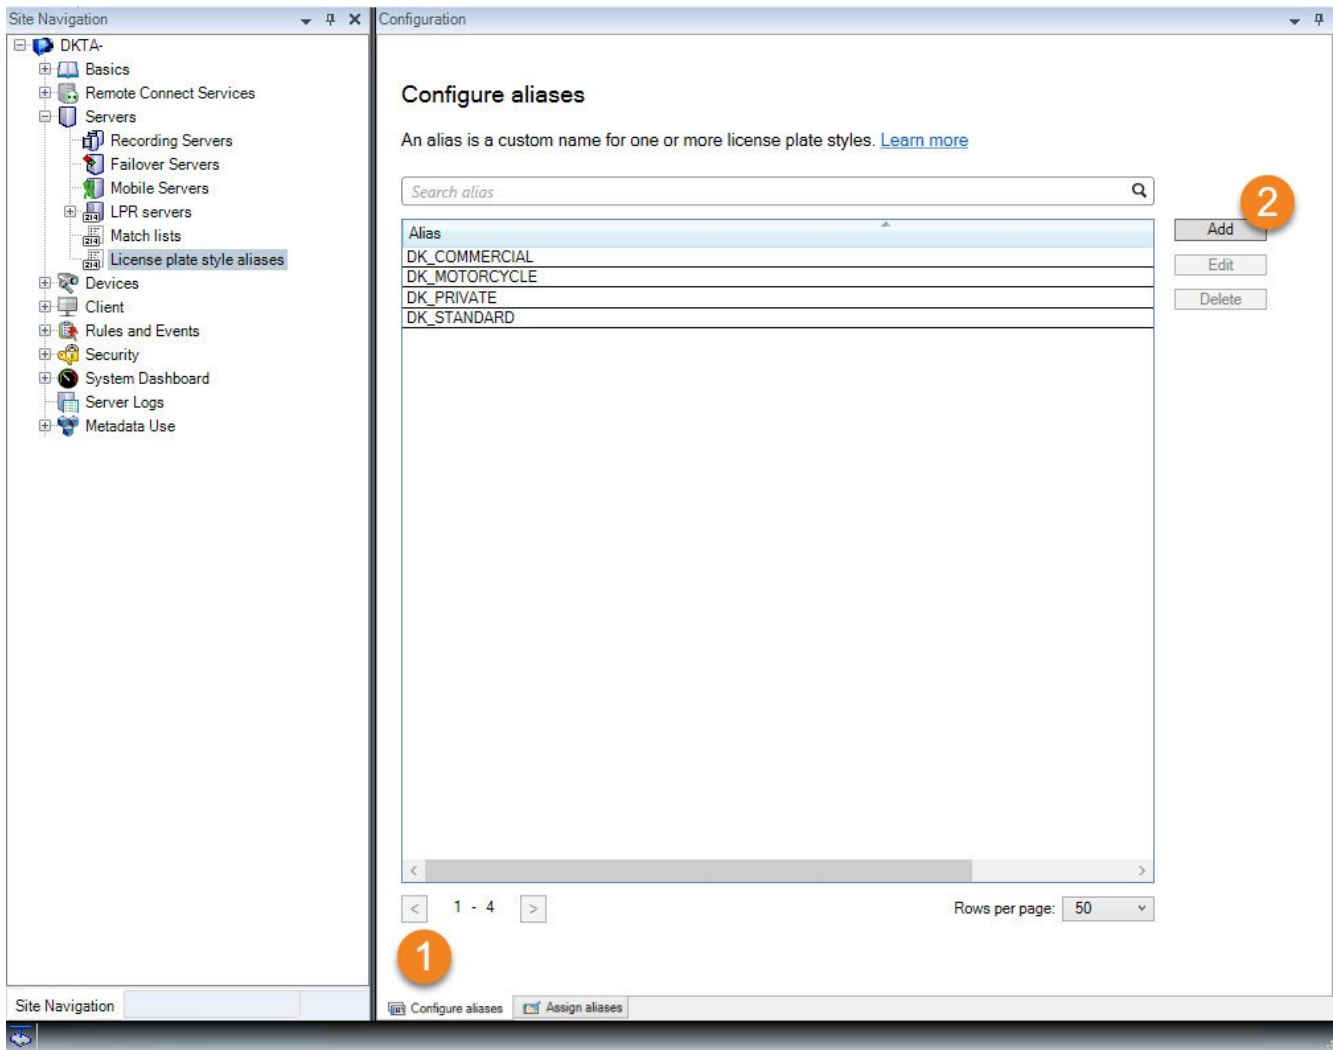 Site Navigation
DKTA-
Basics
Remote Connect Services
Servers
Recording Servers
Failover Servers
Mobile Servers
LPR servers
Match lists
License plate style aliases
Devices
Client
Rules and Events
Security
System Dashboard
Server Logs
Metadata Use
Site Navigation
Configuration
Configure aliases
An alias is a custom name for one or more license plate styles. Learn more
Search alias
2
Alias
DK_COMMERCIAL
DK_MOTORCYCLE
DK_PRIVATE
DK_STANDARD
Add
Edit
Delete
< 1 - 4 >
Rows per page: 50
1
Configure aliases
Assign aliases